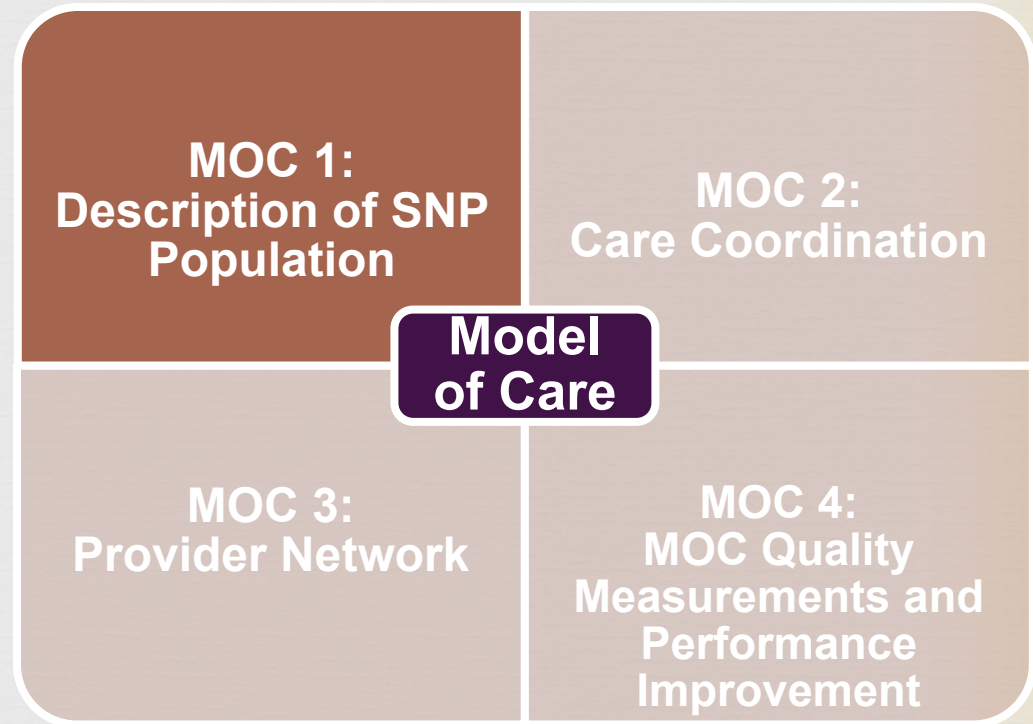 MOC 1:
Description of SNP
Population
MOC 2:
Care Coordination
Model
of Care
MOC 3:
Provider Network
MOC 4:
MOC Quality
Measurements and
Performance
Improvement